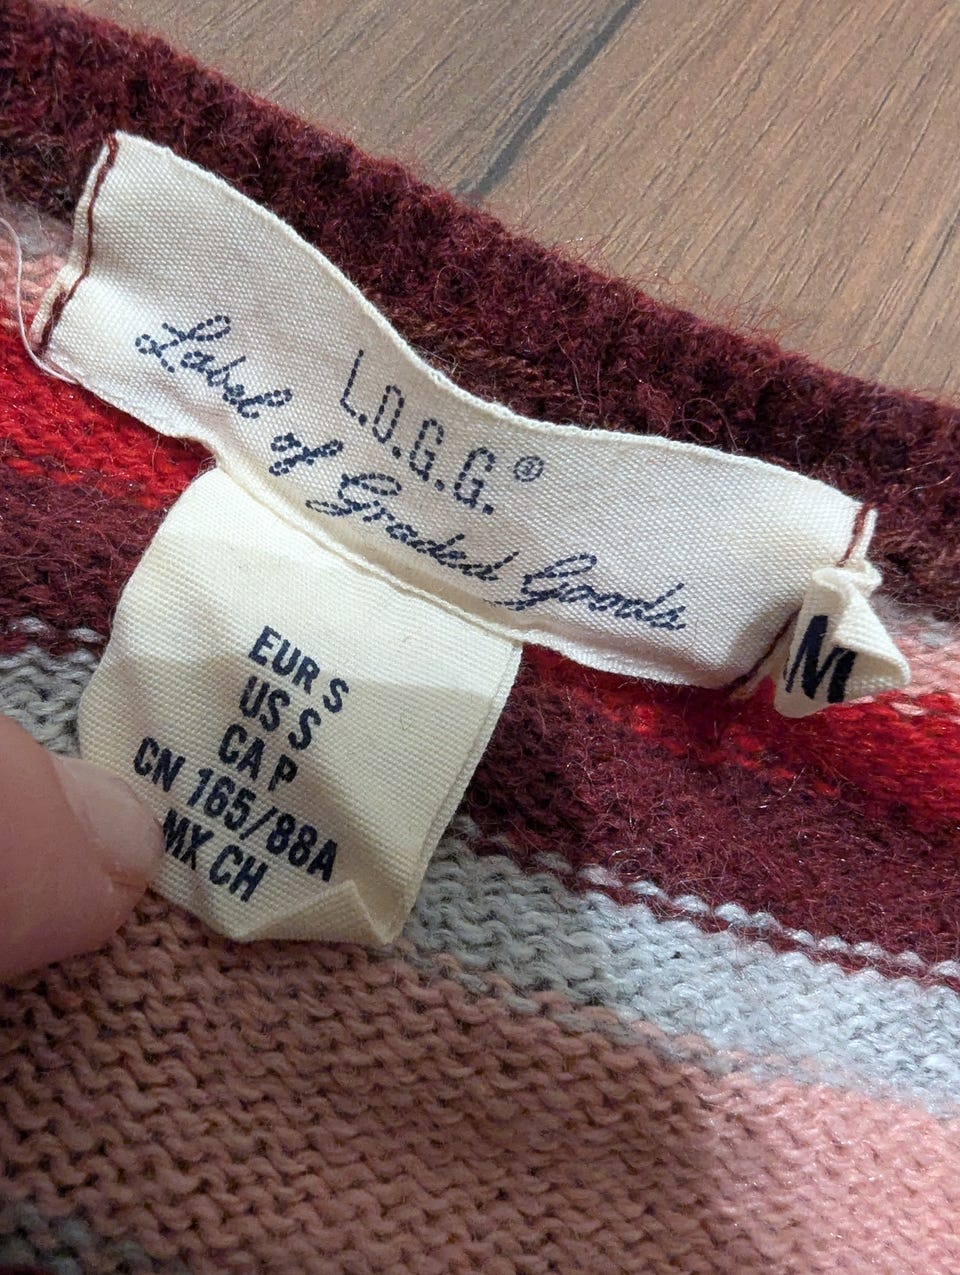 L.O.G.G.®
Label of Graded Goods
M
EUR S
US S
CA P
CN 165/88A
MX CH